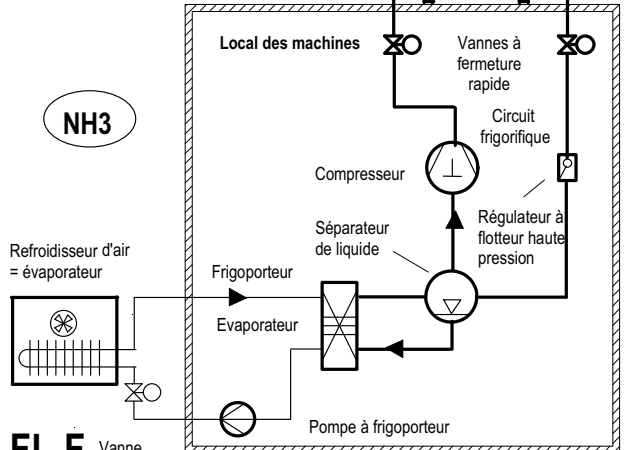 Local des machines
Vannes à
fermeture
rapide
NH3
Circuit
frigorifique
Compresseur
Séparateur
de liquide
Régulateur à
flotteur haute
pression
Refroidisseur d'air
= évaporateur
Frigoporteur
Evaporateur
Pompe à frigoporteur
Vanne